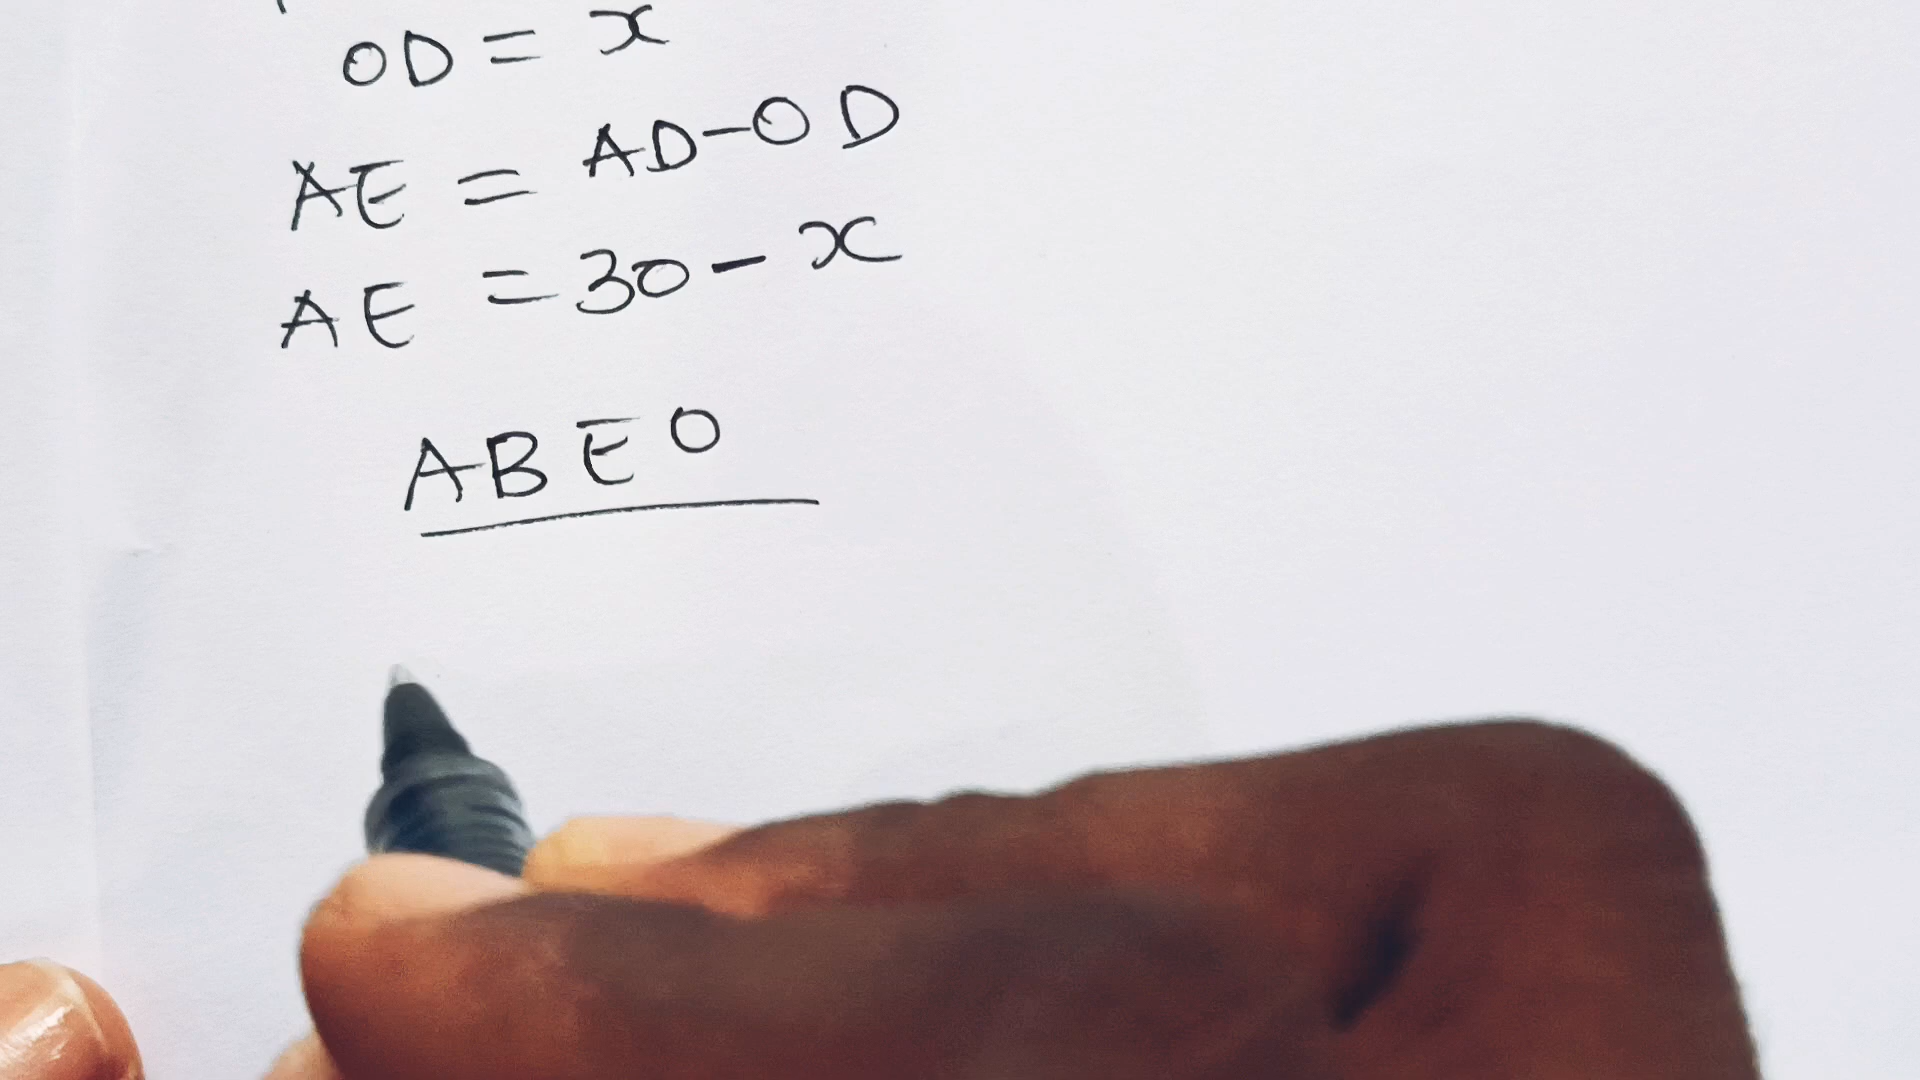 OD = x
AE = AD-OD
AE = 30-x
ABEO